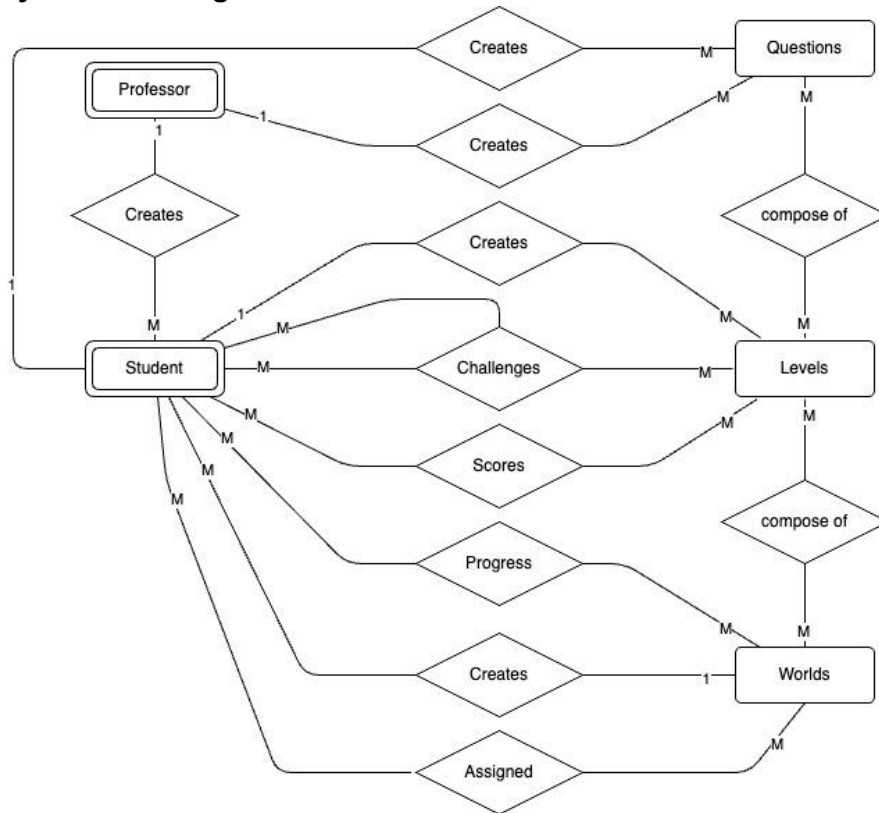 Creates
M
Questions
Professor
1
M
M
1
Creates
Creates
compose of
Creates
1
1
M
M
M
M
Student
M
Challenges
M
Levels
M
M
M
M
Scores
M
M
compose of
Progress
M
M
Creates
1
Worlds
M
M
Assigned